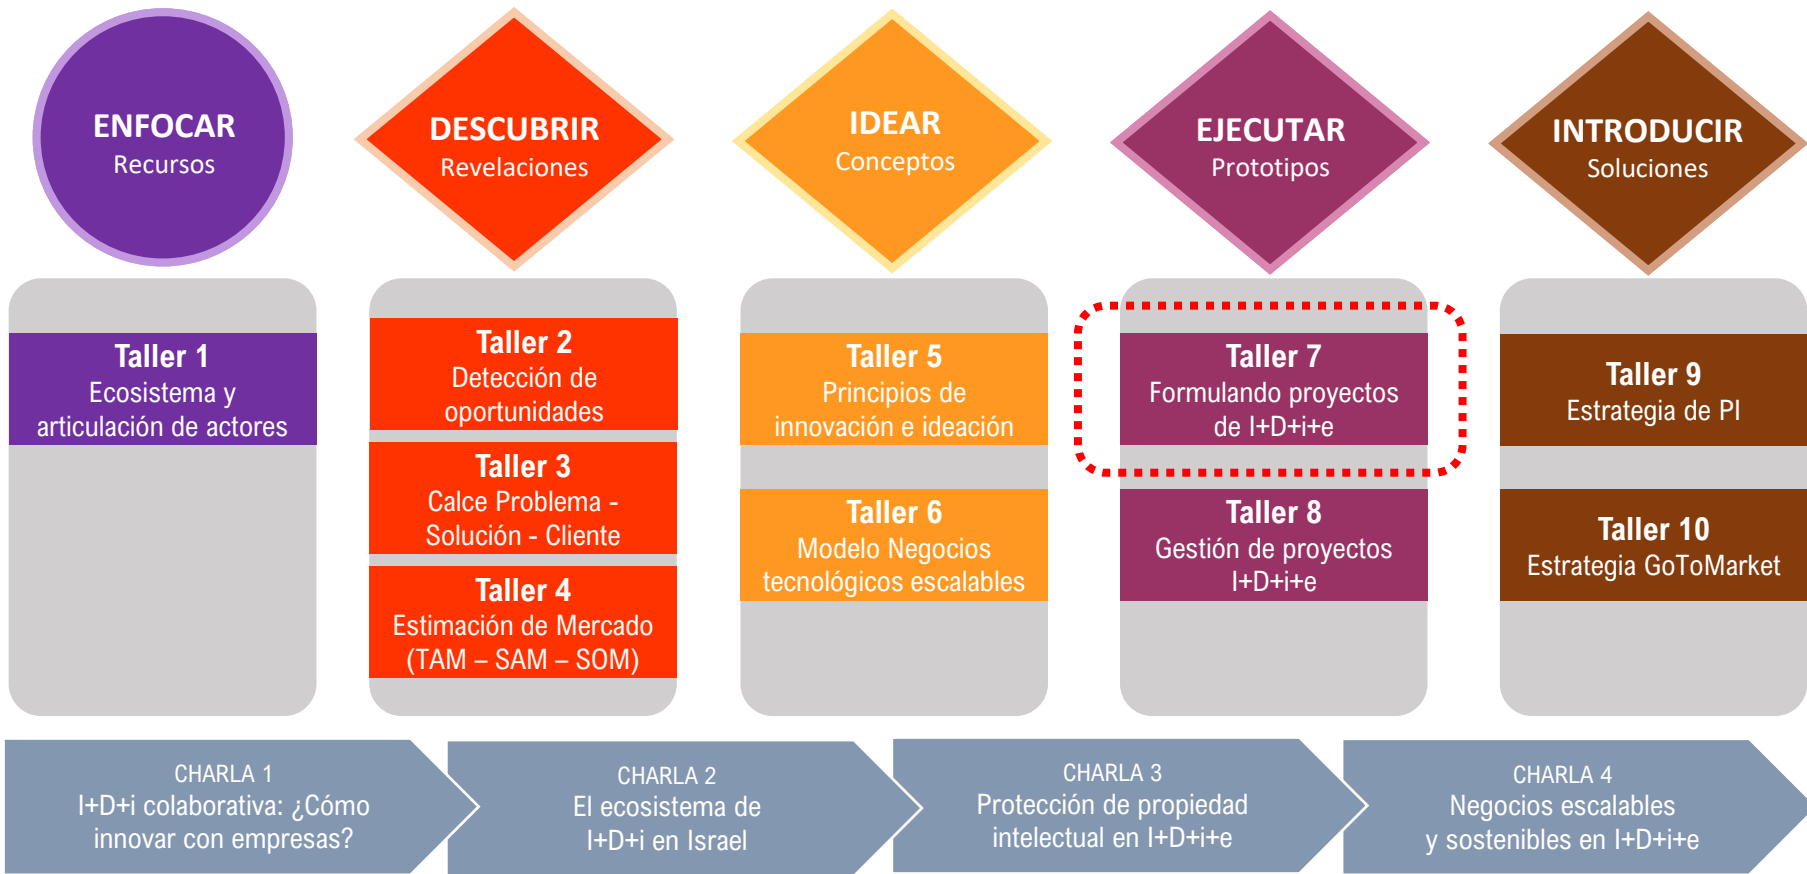 ENFOCAR
Recursos
DESCUBRIR
Revelaciones
IDEAR
Conceptos
EJECUTAR
Prototipos
INTRODUCIR
Soluciones
Taller 1
Ecosistema y
articulación de actores
Taller 2
Detección de
oportunidades
Taller 3
Calce Problema -
Solución - Cliente
Taller 4
Estimación de Mercado
(TAM – SAM – SOM)
Taller 5
Principios de
innovación e ideación
Taller 6
Modelo Negocios
tecnológicos escalables
Taller 7
Formulando proyectos
de I+D+i+e
Taller 8
Gestión de proyectos
I+D+i+e
Taller 9
Estrategia de PI
Taller 10
Estrategia GoToMarket
CHARLA 1
I+D+i colaborativa: ¿Cómo
innovar con empresas?
CHARLA 2
El ecosistema de
I+D+i en Israel
CHARLA 3
Protección de propiedad
intelectual en I+D+i+e
CHARLA 4
Negocios escalables
y sostenibles en I+D+i+e